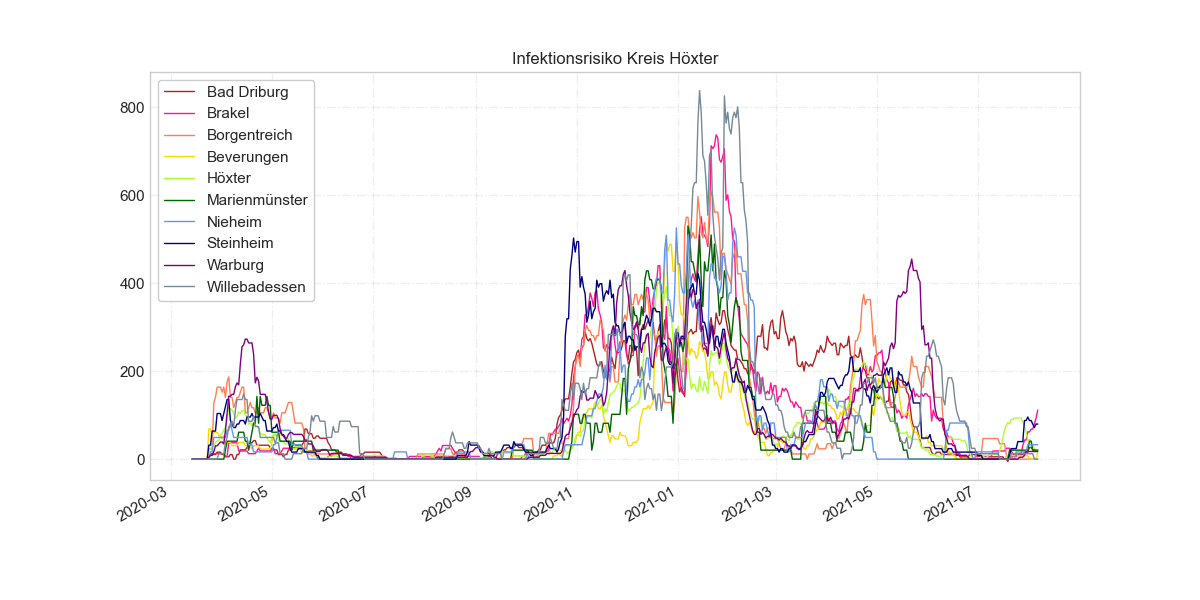 Infektionsrisiko Kreis Höxter
Bad Driburg
Brakel
Borgentreich
Beverungen
Höxter
Marienmünster
Nieheim
Steinheim
Warburg
Willebadessen
800
600
400
200
0
2020-03
2020-05
2020-07
2020-09
2020-11
2021-01
2021-03
2021-05
2021-07